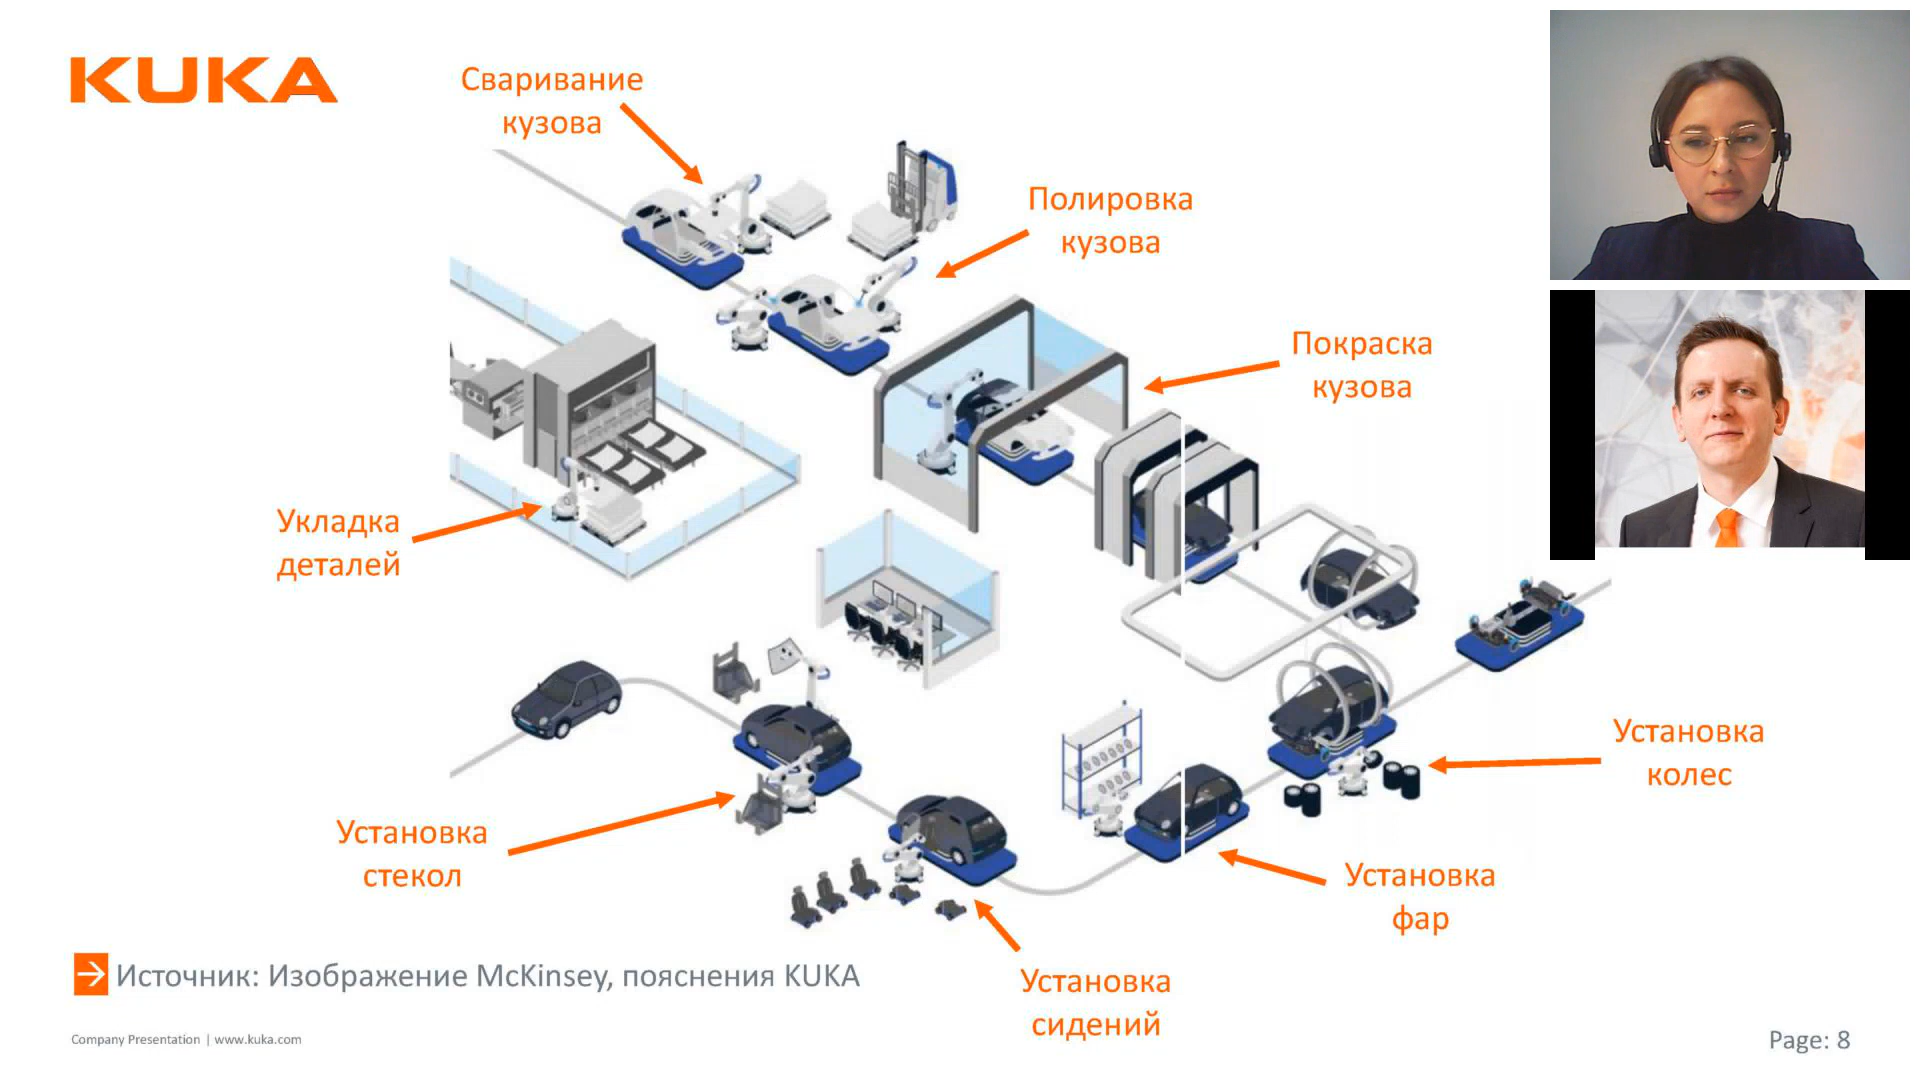 KUKA
Сваривание
кузова
Полировка
кузова
Покраска
кузова
Укладка
деталей
Установка
колес
Установка
стекол
Установка
фар
Установка
сидений
Источник: Изображение McKinsey, пояснения KUKA
Company Presentation | www.kuka.com
Page: 8